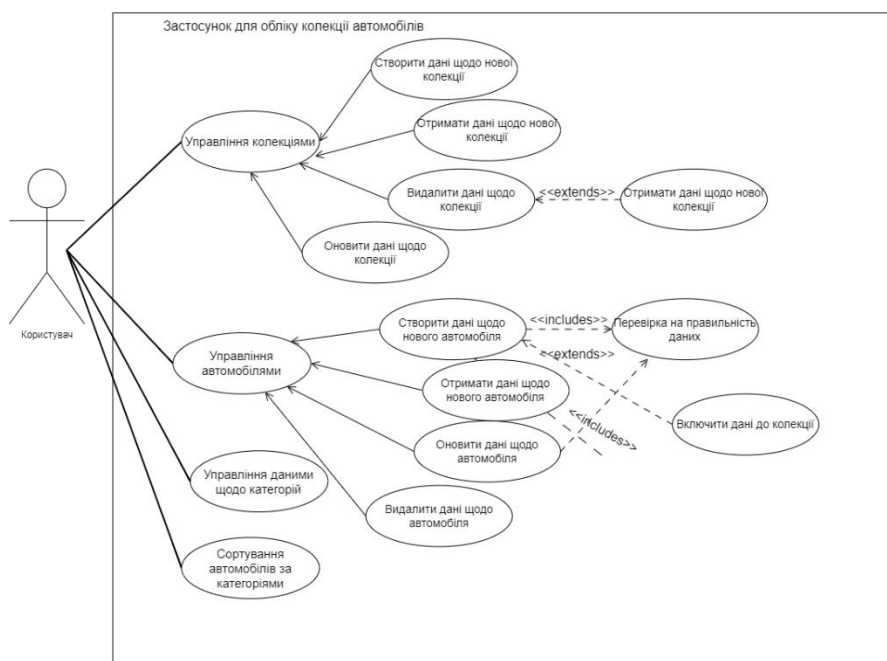 Застосунок для обліку колекції автомобілів
Створити дані щодо нової
колекції
Отримати дані щодо нової
колекції
Управління колекціями
Видалити дані щодо
колекції
<<extends>>
Отримати дані щодо нової
колекції
Оновити дані щодо
колекції
Користувач
Створити дані щодо
нового автомобіля
<<includes>>
Перевірка на правильність
даних
<<extends>>
Управління
автомобілями
Отримати дані щодо
нового автомобіля
<<includes>>
Включити дані до колекції
Оновити дані щодо
автомобіля
Управління даними
щодо категорій
Видалити дані щодо
автомобіля
Сортування
автомобілів за
категоріями